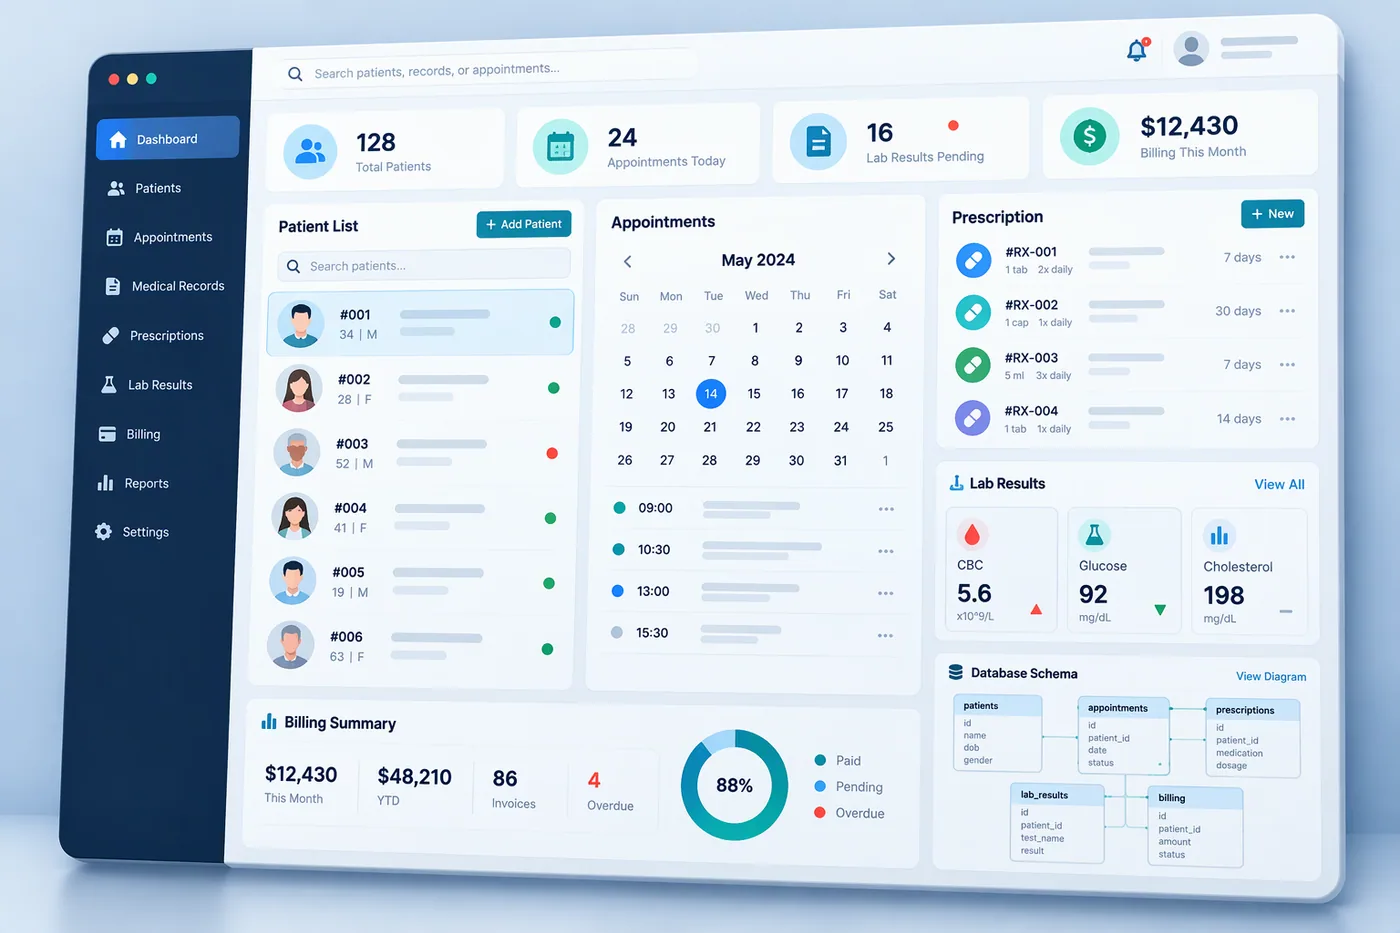 Search patients, records, or appointments...
Dashboard
Patients
Appointments
Medical Records
Prescriptions
Lab Results
Billing
Reports
Settings
128
Total Patients
24
Appointments Today
16
Lab Results Pending
$12,430
Billing This Month
Patient List
+ Add Patient
Search patients...
#001
34 | M
#002
28 | F
#003
52 | M
#004
41 | F
#005
19 | M
#006
63 | F
Appointments
May 2024
Sun Mon Tue Wed Thu Fri Sat
28 29 30 1 2 3 4
5 6 7 8 9 10 11
12 13 14 15 16 17 18
19 20 21 22 23 24 25
26 27 28 29 30 31 1
09:00
10:30
13:00
15:30
Prescription
+ New
#RX-001
1 tab 2x daily
7 days
#RX-002
1 cap 1x daily
30 days
#RX-003
5 ml 3x daily
7 days
#RX-004
1 tab 1x daily
14 days
Lab Results
View All
CBC
5.6
x10^9/L
Glucose
92
mg/dL
Cholesterol
198
mg/dL
Billing Summary
$12,430
This Month
$48,210
YTD
86
Invoices
4
Overdue
88%
Paid
Pending
Overdue
Database Schema
View Diagram
patients
id
name
dob
gender
appointments
id
patient_id
date
status
prescriptions
id
patient_id
medication
dosage
lab_results
id
patient_id
test_name
result
billing
id
patient_id
amount
status